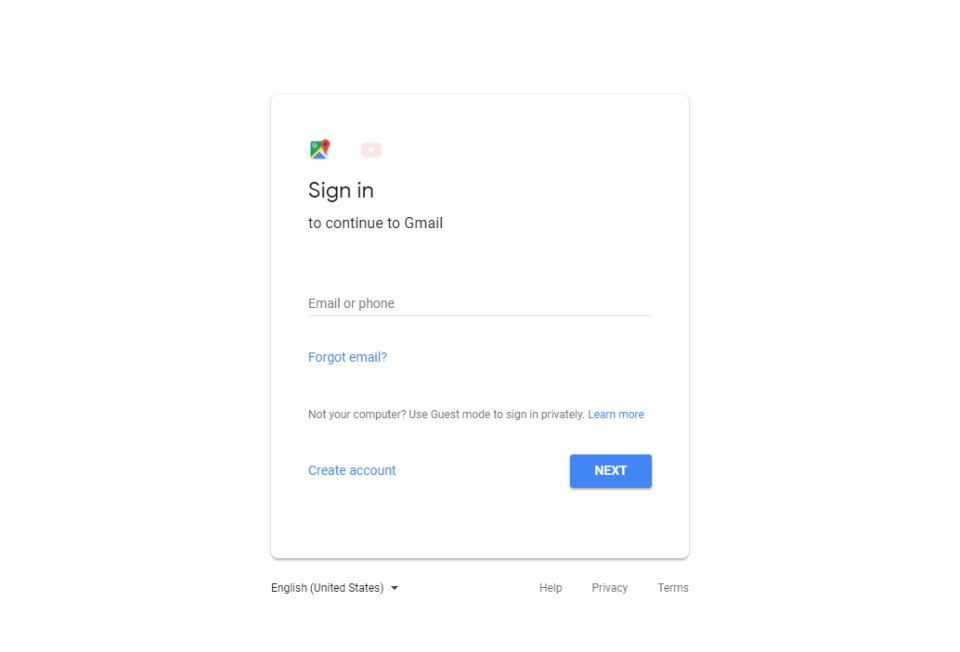 Sign in
to continue to Gmail
Email or phone
Forgot email?
Not your computer? Use Guest mode to sign in privately. Learn more
Create account
NEXT
English (United States)
Help
Privacy
Terms